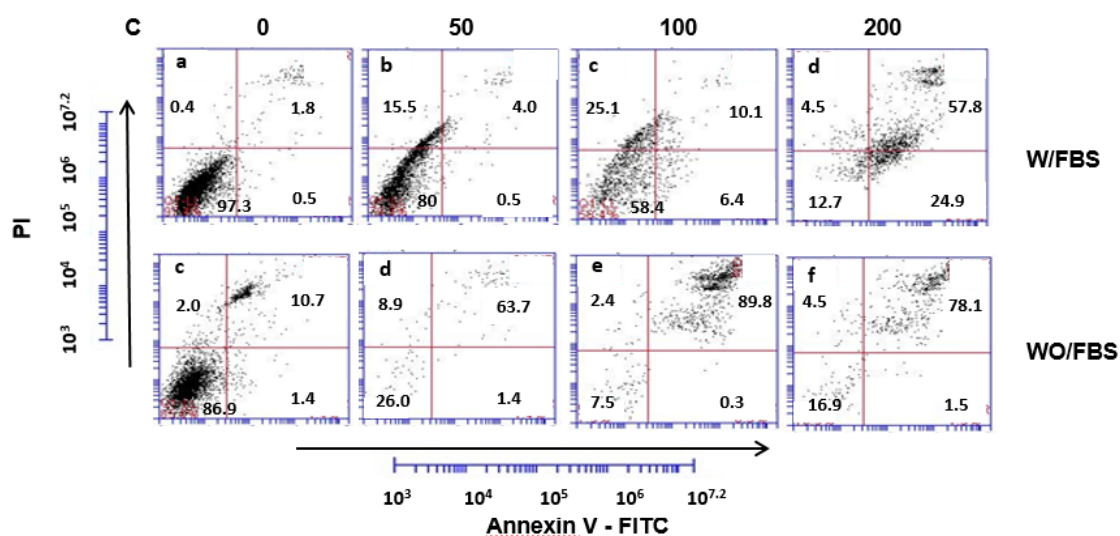 C 0 50 100 200
a b c d
0.4 1.8 15.5 4.0 25.1 10.1 4.5 57.8
97.3 0.5 80 0.5 58.4 6.4 12.7 24.9
W/FBS
c d e f
2.0 10.7 8.9 63.7 2.4 89.8 4.5 78.1
86.9 1.4 26.0 1.4 7.5 0.3 16.9 1.5
WO/FBS
PI
10^7.2
10^6
10^5
10^4
10^3
10^3 10^4 10^5 10^6 10^7.2
Annexin V - FITC